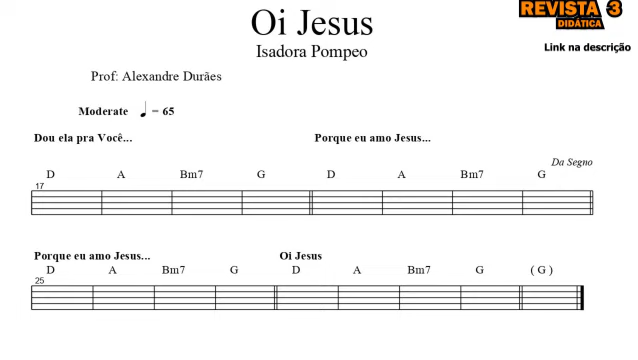 Oi Jesus
REVISTA 3
DIDÁTICA
Isadora Pompeo
Link na descrição
Prof: Alexandre Durães
Moderate ♩ = 65
Dou ela pra Você... Porque eu amo Jesus...
Da Segno
D A Bm7 G D A Bm7 G
17
Porque eu amo Jesus... Oi Jesus
D A Bm7 G D A Bm7 G ( G )
25